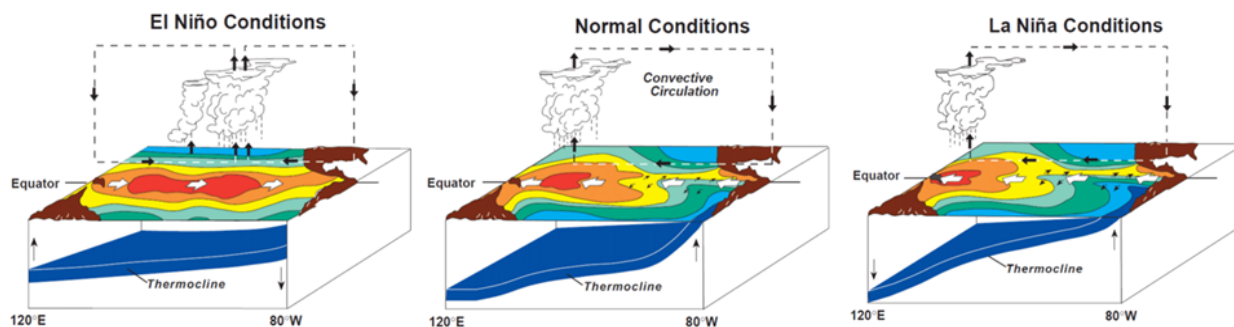 El Niño Conditions
Equator
Thermocline
120°E
80°W
Normal Conditions
Convective
Circulation
Equator
Thermocline
120°E
80°W
La Niña Conditions
Equator
Thermocline
120°E
80°W